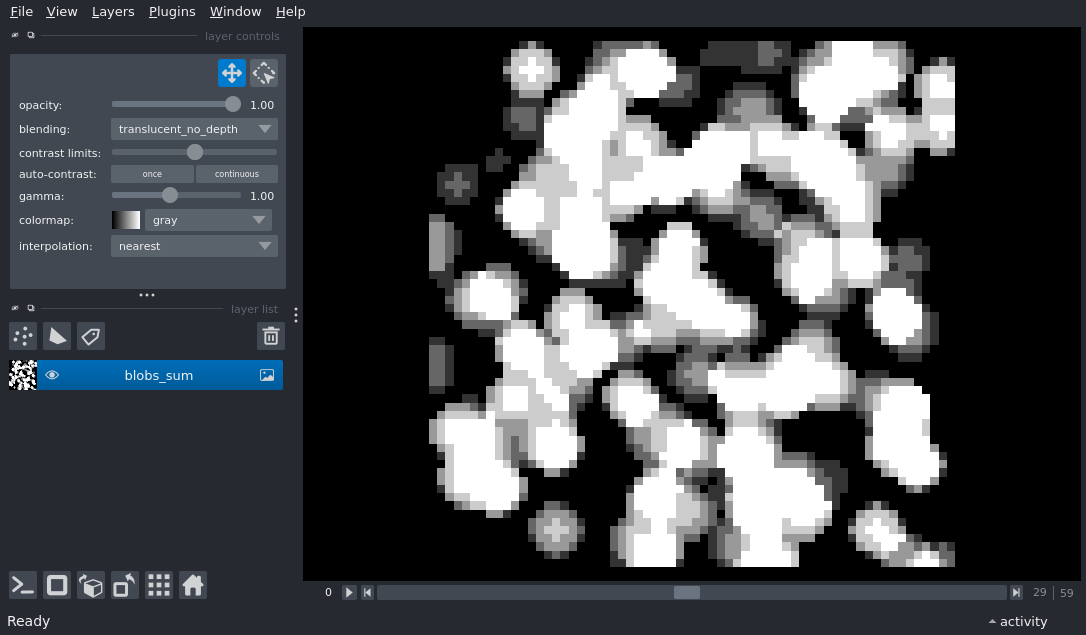 File View Layers Plugins Window Help
layer controls
opacity: 1.00
blending: translucent_no_depth
contrast limits:
auto-contrast: once continuous
gamma: 1.00
colormap: gray
interpolation: nearest
layer list
blobs_sum
0 29 59
Ready activity